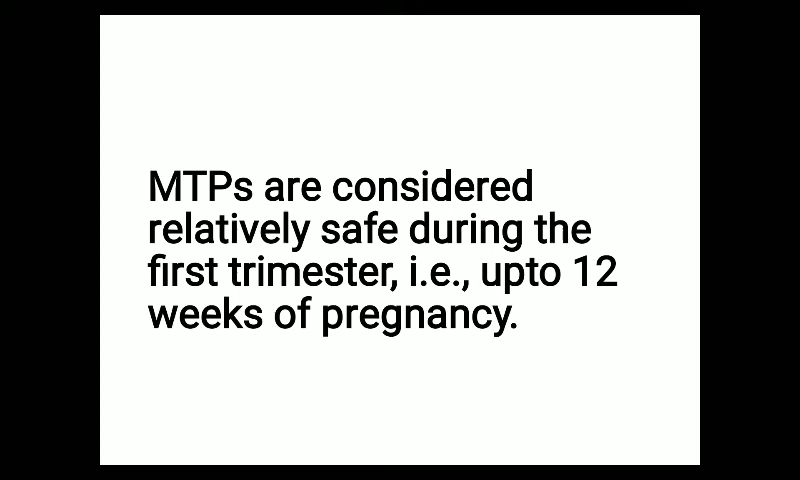 MTPs are considered
relatively safe during the
first trimester, i.e., upto 12
weeks of pregnancy.